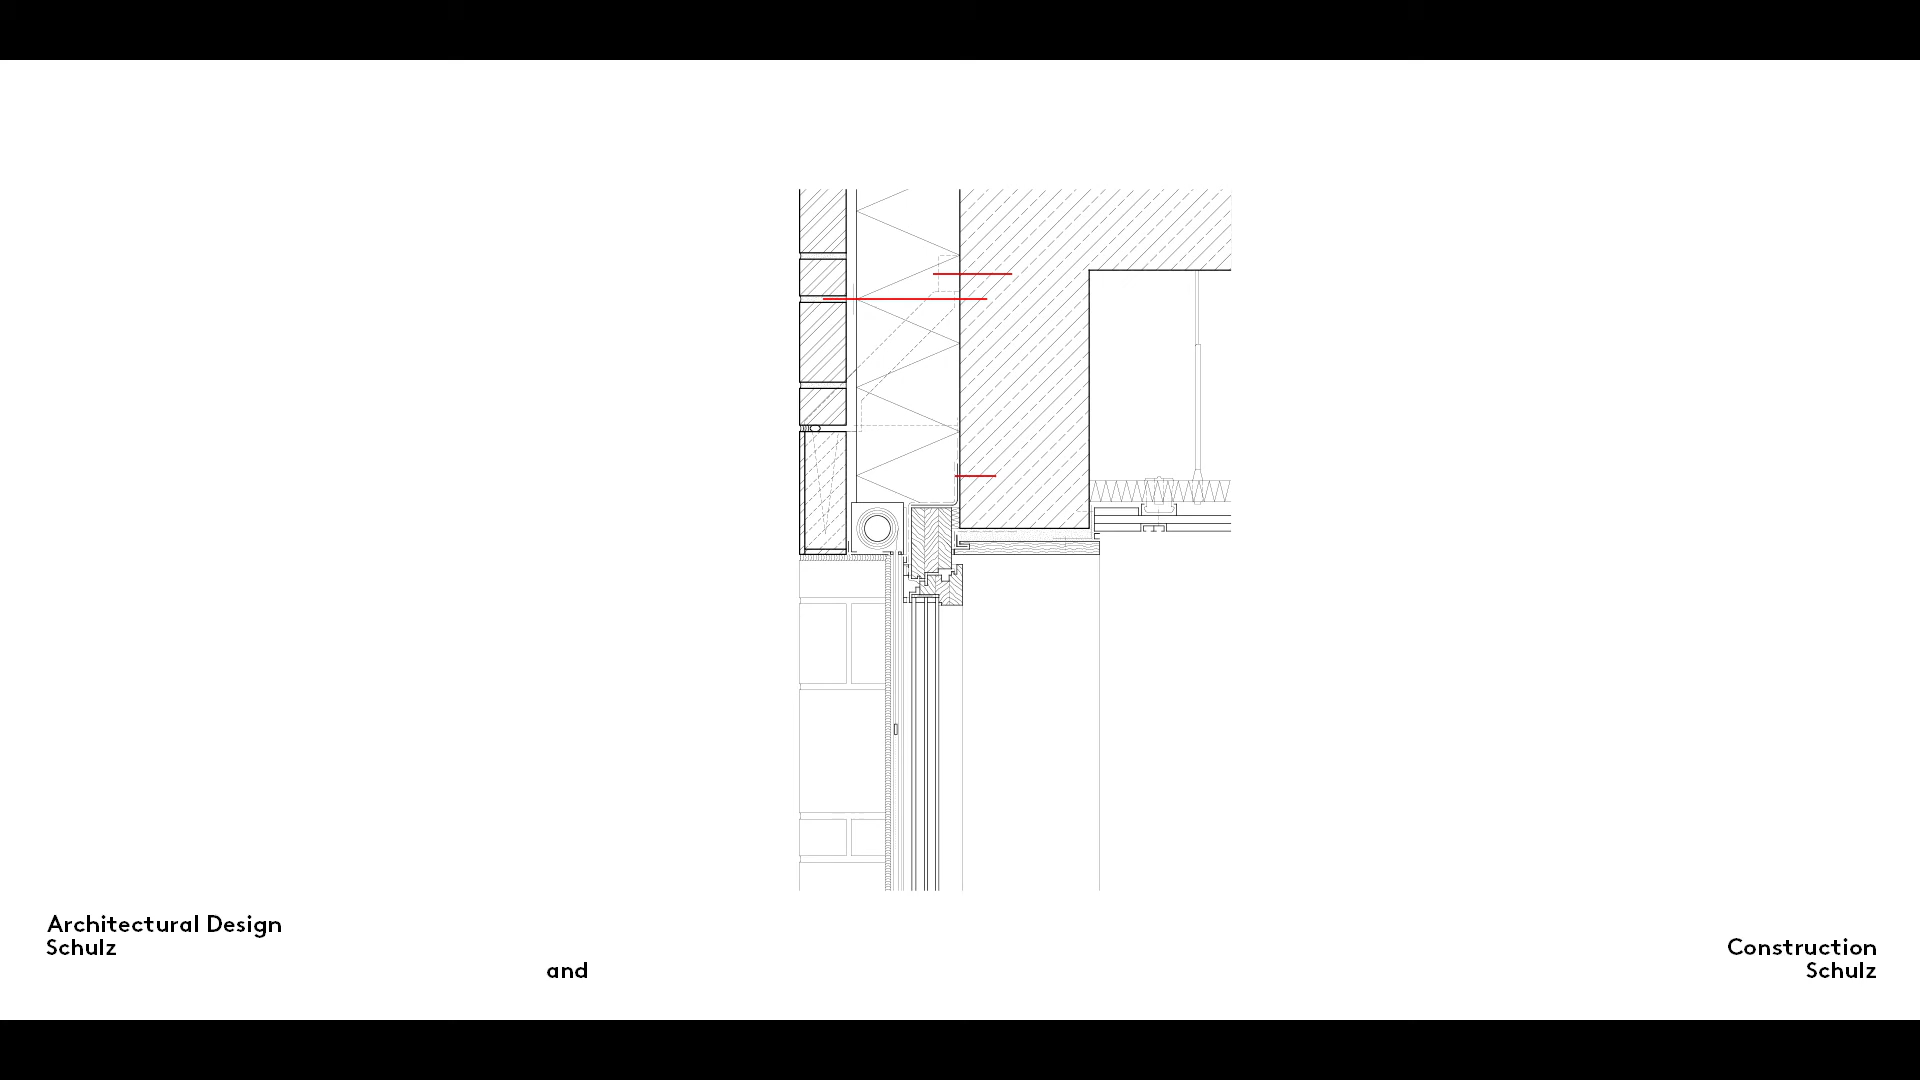 Architectural Design
Schulz
and
Construction
Schulz